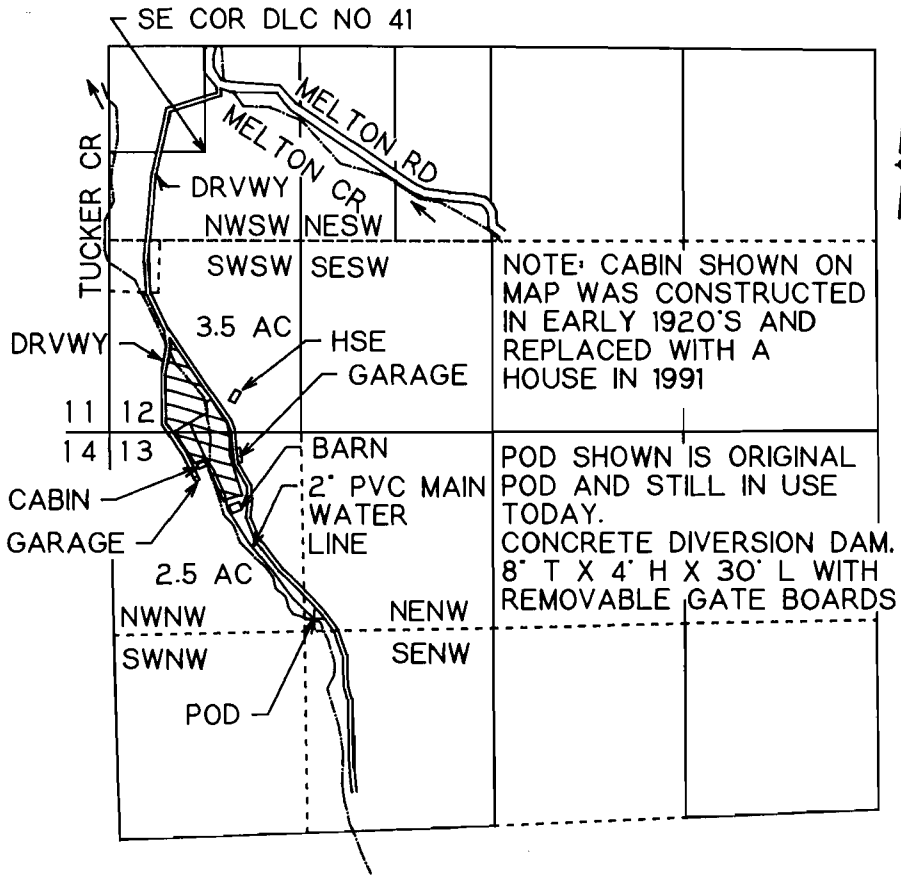 SE COR DLC NO 41
MELTON RD
MELTON CR
TUCKER CR
DRVWY
NWSW NESW
SWSW SESW
NOTE: CABIN SHOWN ON
MAP WAS CONSTRUCTED
IN EARLY 1920'S AND
REPLACED WITH A
HOUSE IN 1991
3.5 AC
DRVWY
HSE
GARAGE
11 12
14 13
BARN
POD SHOWN IS ORIGINAL
POD AND STILL IN USE
TODAY.
CONCRETE DIVERSION DAM.
8" T X 4' H X 30' L WITH
REMOVABLE GATE BOARDS
CABIN
2" PVC MAIN
WATER
LINE
GARAGE
2.5 AC
NWNW
NENW
SWNW
SENW
POD